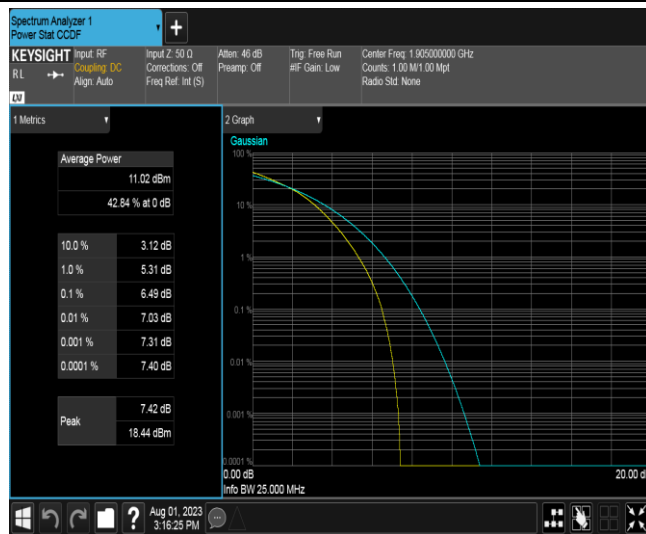 Spectrum Analyzer 1
Power Stat CCDF
+
KEYSIGHT
RL
LXI
Input: RF
Coupling: DC
Align: Auto
Input Z: 50 Ω
Corrections: Off
Freq Ref: Int (S)
Atten: 46 dB
Preamp: Off
Trig: Free Run
#IF Gain: Low
Center Freq: 1.905000000 GHz
Counts: 1.00 M/1.00 Mpt
Radio Std: None
1 Metrics
Average Power
11.02 dBm
42.84 % at 0 dB
10.0 % 3.12 dB
1.0 % 5.31 dB
0.1 % 6.49 dB
0.01 % 7.03 dB
0.001 % 7.31 dB
0.0001 % 7.40 dB
Peak 7.42 dB
18.44 dBm
2 Graph
Gaussian
100 %
10 %
1 %
0.1 %
0.01 %
0.001 %
0.0001 %
0.00 dB
20.00 d
Info BW 25.000 MHz
?
Aug 01, 2023
3:16:25 PM